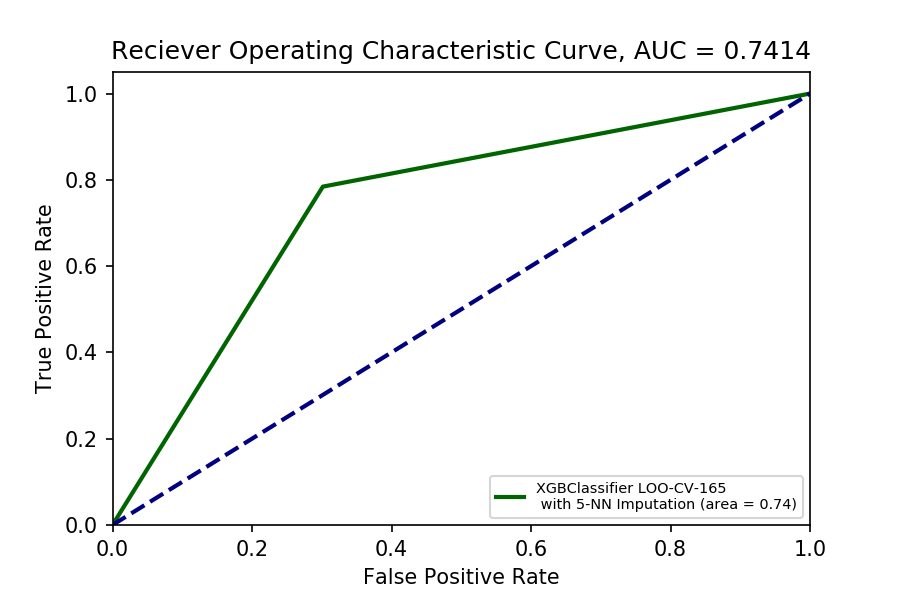 Reciever Operating Characteristic Curve, AUC = 0.7414
1.0
0.8
0.6
0.4
0.2
0.0
True Positive Rate
XGBClassifier LOO-CV-165
with 5-NN Imputation (area = 0.74)
0.0 0.2 0.4 0.6 0.8 1.0
False Positive Rate